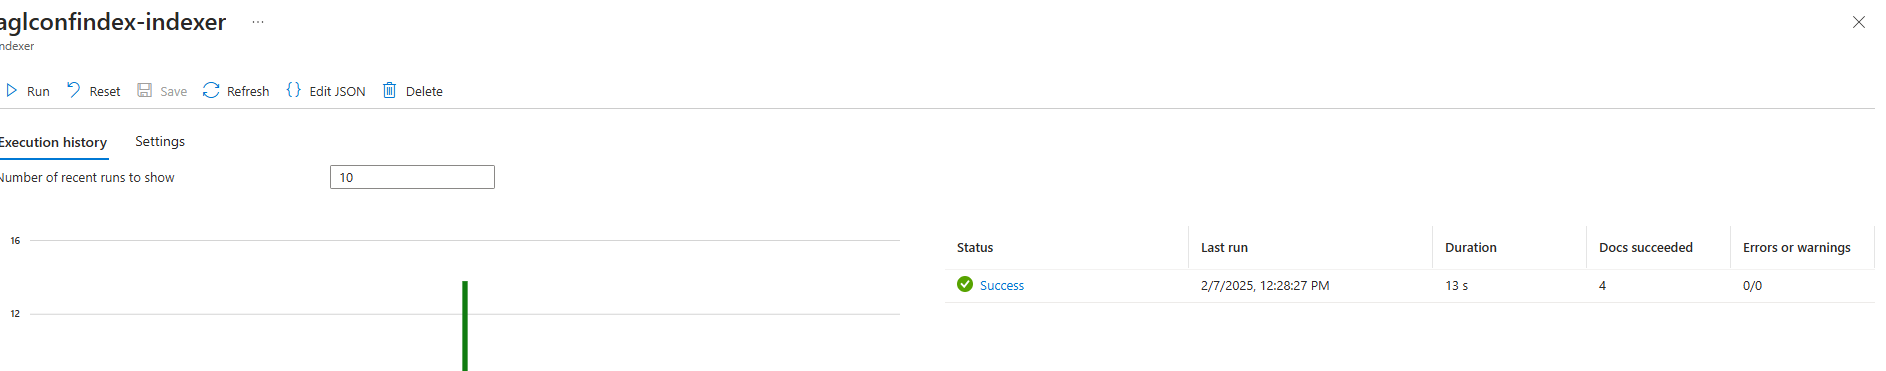 aglconfindex-indexer ...
ndexer
Run Reset Save Refresh {} Edit JSON Delete
Execution history Settings
Number of recent runs to show 10
16
12
Status Last run Duration Docs succeeded Errors or warnings
Success 2/7/2025, 12:28:27 PM 13 s 4 0/0